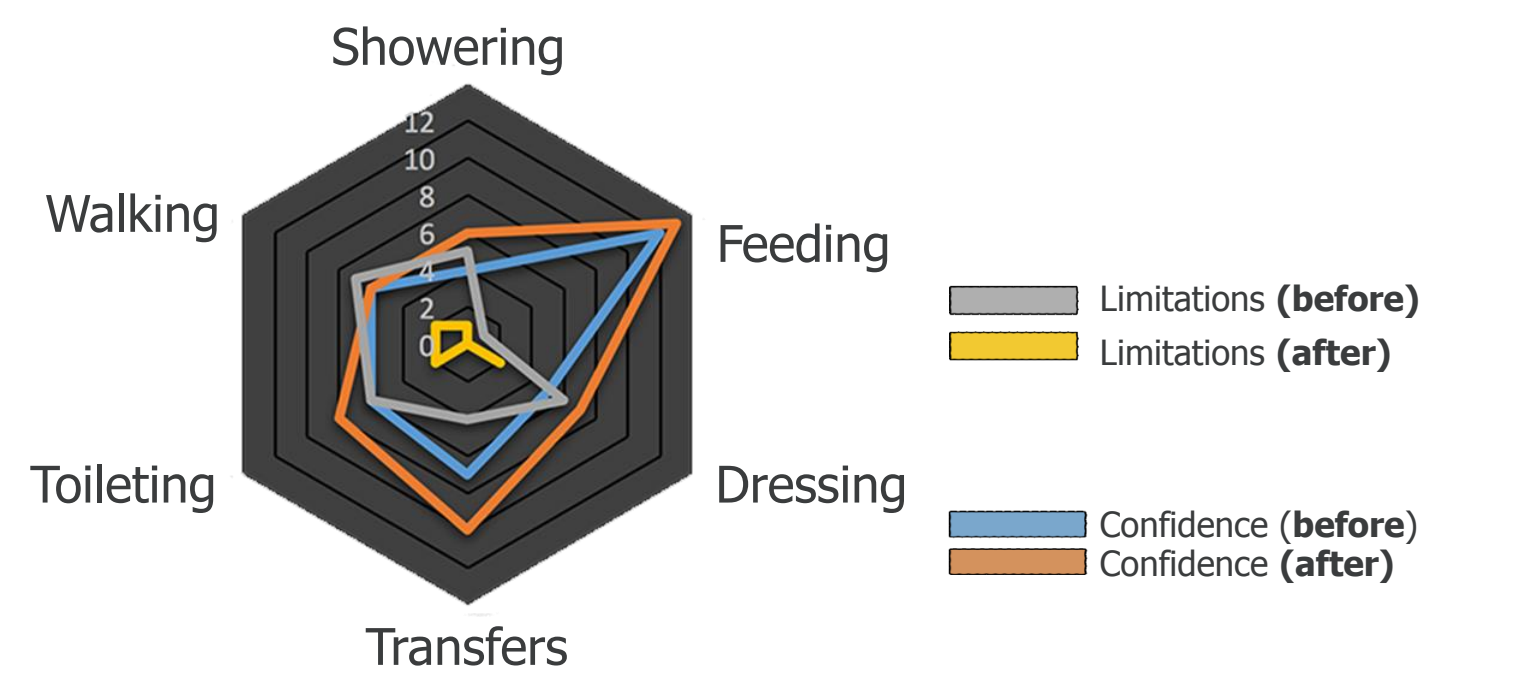 Showering
12
10
8
6
4
2
0
Walking
Feeding
Toileting
Dressing
Transfers
Limitations (before)
Limitations (after)
Confidence (before)
Confidence (after)